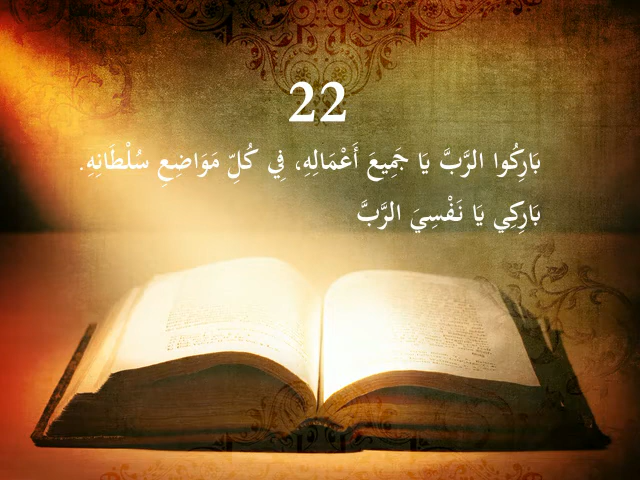 22
بَارِكُوا الرَّبَّ يَا جَمِيعَ أَعْمَالِهِ، فِي كُلِّ مَوَاضِعِ سُلْطَانِهِ.
بَارِكِي يَا نَفْسِيَ الرَّبَّ